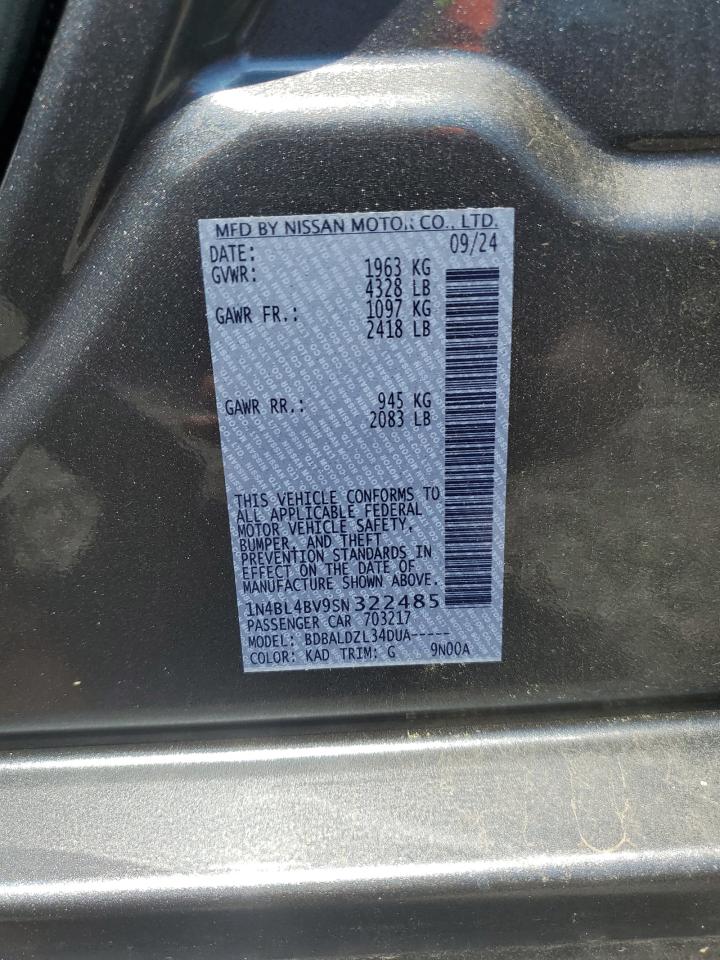 MFD BY NISSAN MOTOR CO., LTD.
DATE: 09/24
GVWR: 1963 KG
4328 LB
GAWR FR.: 1097 KG
2418 LB
GAWR RR.: 945 KG
2083 LB
THIS VEHICLE CONFORMS TO
ALL APPLICABLE FEDERAL
MOTOR VEHICLE SAFETY,
BUMPER, AND THEFT
PREVENTION STANDARDS IN
EFFECT ON THE DATE OF
MANUFACTURE SHOWN ABOVE.
1N4BL4BV9SN322485
PASSENGER CAR 703217
MODEL: BDBALDZL34DUA-----
COLOR: KAD TRIM: G 9N00A